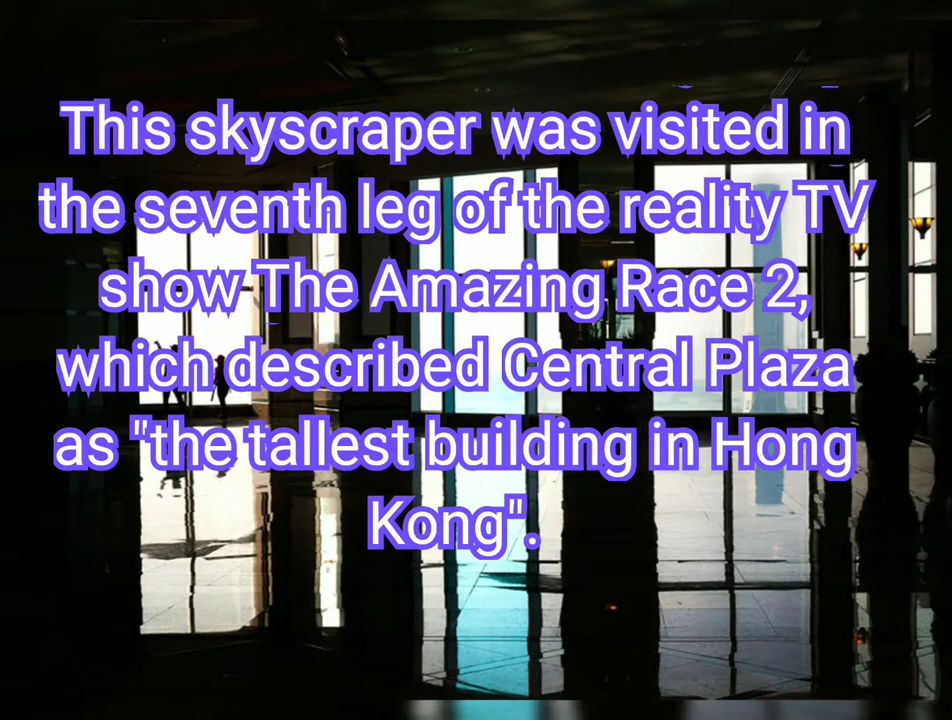 This skyscraper was visited in
the seventh leg of the reality TV
show The Amazing Race 2,
which described Central Plaza
as "the tallest building in Hong
Kong".